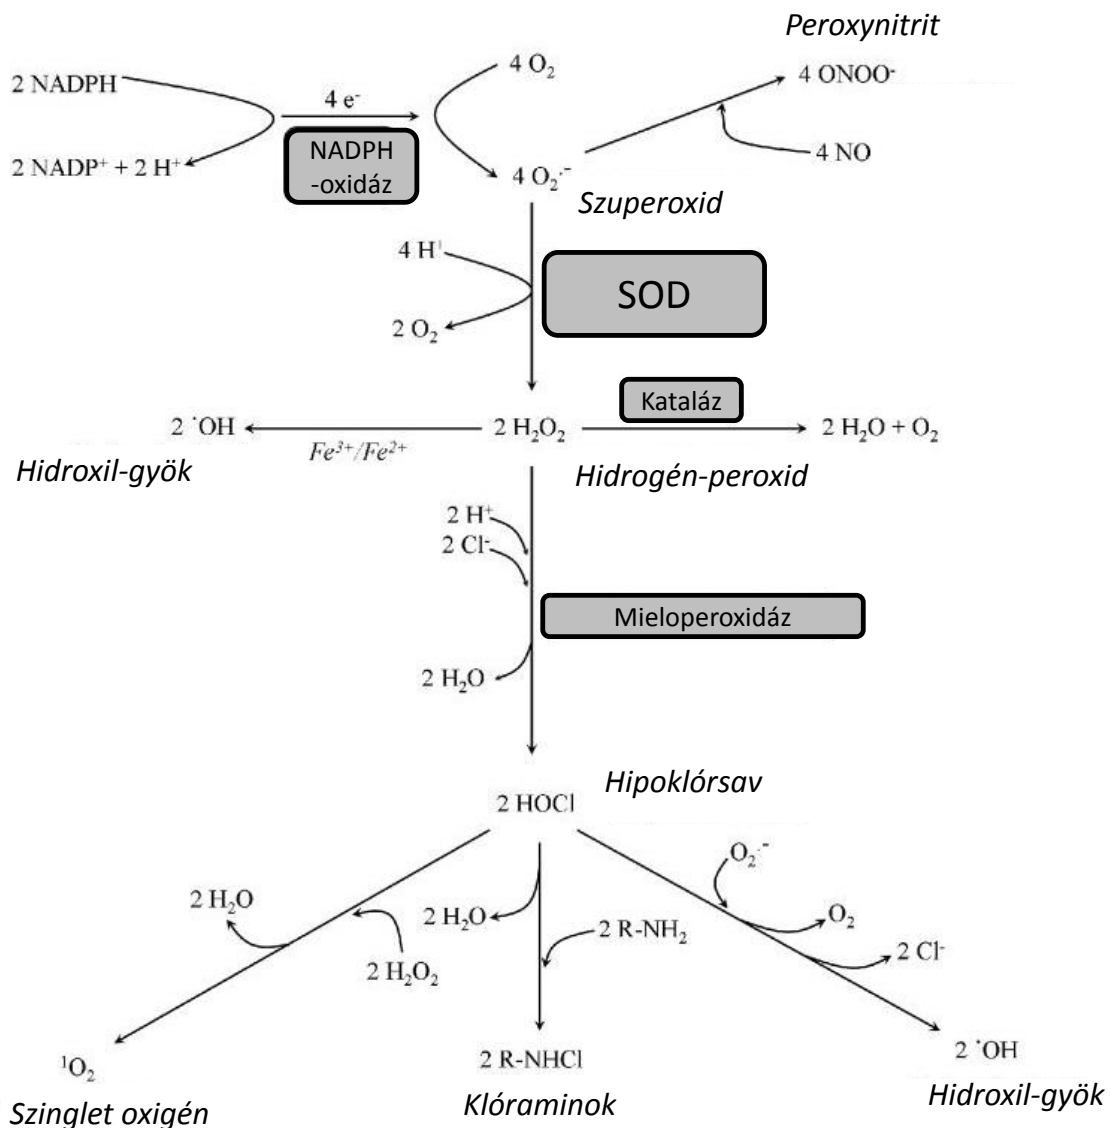 Peroxynitrit
2 NADPH
4 e-
4 O2
4 ONOO-
2 NADP+ + 2 H+
NADPH
-oxidáz
4 O2·-
4 NO
Szuperoxid
4 H+
SOD
2 O2
Kataláz
2 ·OH
Fe3+/Fe2+
2 H2O2
2 H2O + O2
Hidroxil-gyök
Hidrogén-peroxid
2 H+
2 Cl-
Mieloperoxidáz
2 H2O
Hipoklórsav
2 HOCl
O2·-
2 H2O
2 H2O
2 R-NH2
O2
2 H2O2
2 Cl-
1O2
2 R-NHCl
2 ·OH
Szinglet oxigén
Klóraminok
Hidroxil-gyök